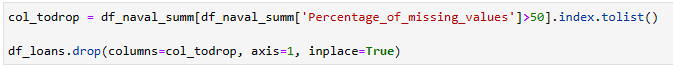 col_todrop = df_naval_summ[df_naval_summ['Percentage_of_missing_values']>50].index.tolist()
df_loans.drop(columns=col_todrop, axis=1, inplace=True)